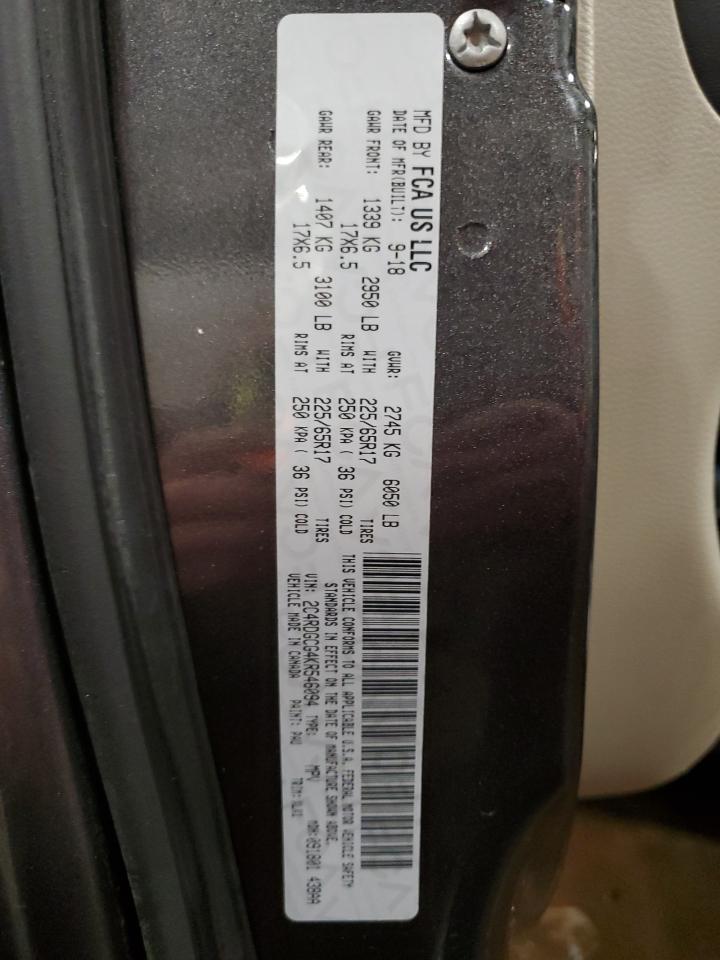 MFD BY FCA US LLC
DATE OF MFR(BUILT): 9-18 GVWR: 2745 KG 6050 LB
GAWR FRONT: 1339 KG 2950 LB WITH 225/65R17 TIRES
17X6.5 RIMS AT 250 KPA ( 36 PSI) COLD
GAWR REAR: 1407 KG 3100 LB WITH 225/65R17 TIRES
17X6.5 RIMS AT 250 KPA ( 36 PSI) COLD
THIS VEHICLE CONFORMS TO ALL APPLICABLE U.S.A. FEDERAL MOTOR VEHICLE SAFETY
STANDARDS IN EFFECT ON THE DATE OF MANUFACTURE SHOWN ABOVE.
VIN: 2C4RDGCG4KR546094 TYPE: MPV MDH:091801 438AA
VEHICLE MADE IN CANADA PAINT: PAU TRIM: